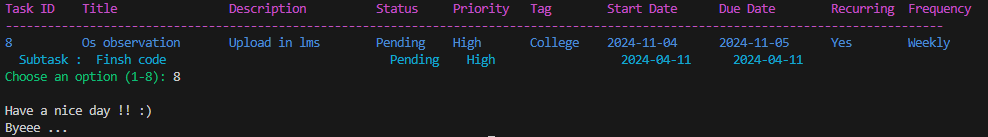 Task ID Title Description Status Priority Tag Start Date Due Date Recurring Frequency
--------------------------------------------------------------------------------------------------------------------------------------
8 Os observation Upload in lms Pending High College 2024-11-04 2024-11-05 Yes Weekly
Subtask : Finsh code Pending High 2024-04-11 2024-04-11
Choose an option (1-8): 8
Have a nice day !! :)
Byeee ...